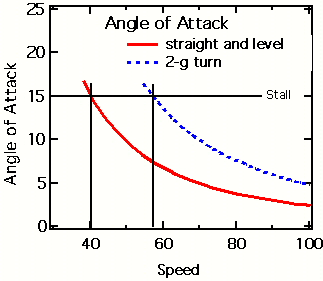 25
20
15
10
5
0
Angle of Attack
Angle of Attack
straight and level
2-g turn
Stall
40
60
80
100
Speed